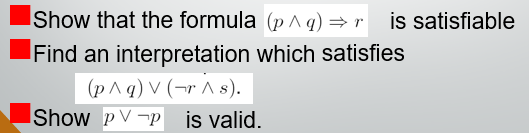 Show that the formula (p ∧ q) ⇒ r is satisfiable
Find an interpretation which satisfies
(p ∧ q) ∨ (¬r ∧ s).
Show p ∨ ¬p is valid.